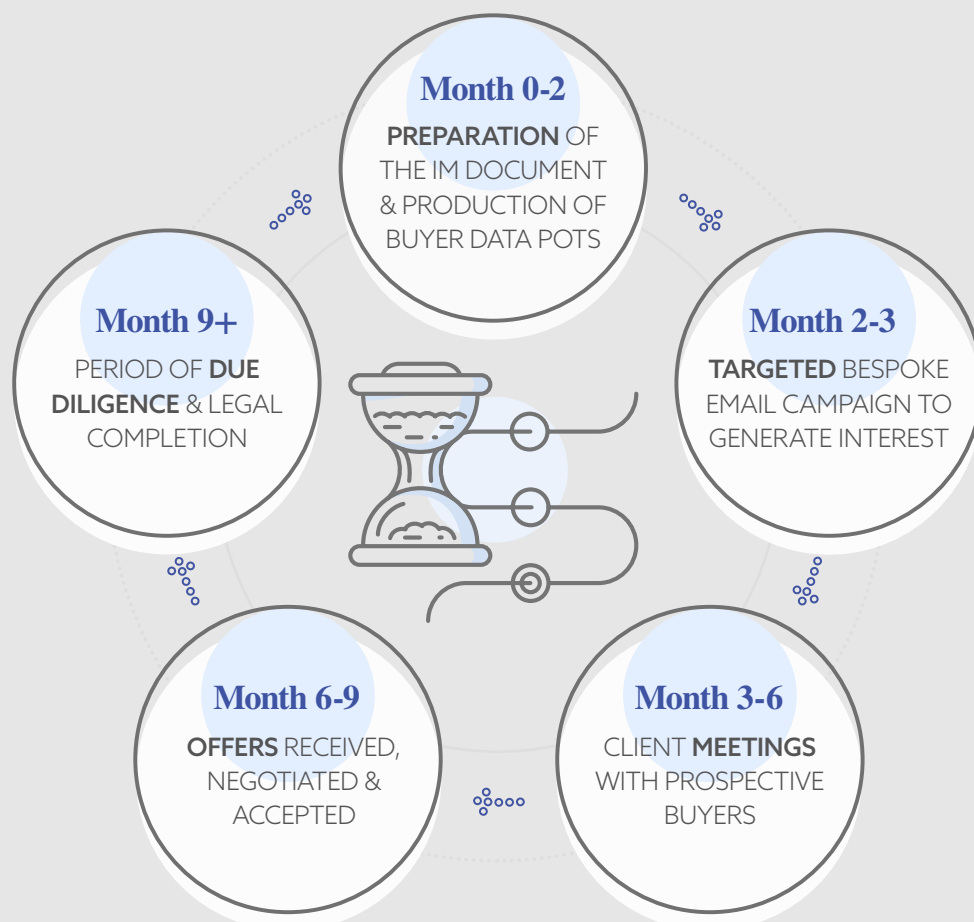 Month 0-2
PREPARATION OF
THE IM DOCUMENT
& PRODUCTION OF
BUYER DATA POTS
Month 2-3
TARGETED BESPOKE
EMAIL CAMPAIGN TO
GENERATE INTEREST
Month 3-6
CLIENT MEETINGS
WITH PROSPECTIVE
BUYERS
Month 6-9
OFFERS RECEIVED,
NEGOTIATED &
ACCEPTED
Month 9+
PERIOD OF DUE
DILIGENCE & LEGAL
COMPLETION